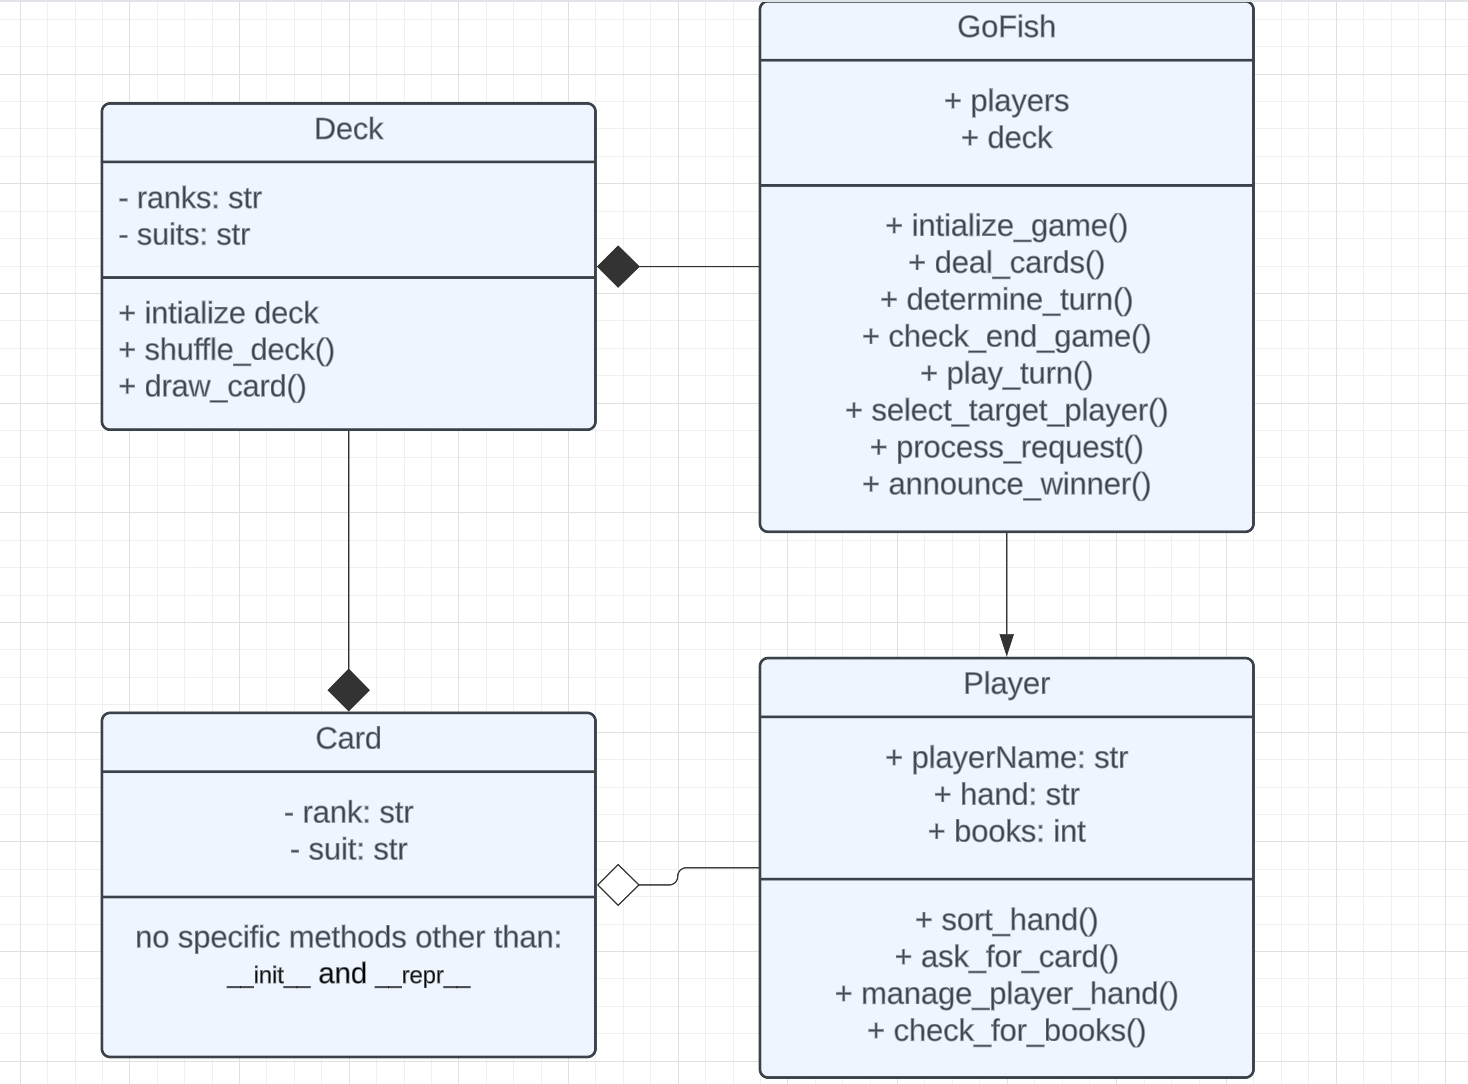 Deck
- ranks: str
- suits: str
+ intialize deck
+ shuffle_deck()
+ draw_card()
GoFish
+ players
+ deck
+ intialize_game()
+ deal_cards()
+ determine_turn()
+ check_end_game()
+ play_turn()
+ select_target_player()
+ process_request()
+ announce_winner()
Card
- rank: str
- suit: str
no specific methods other than:
__init__ and __repr__
Player
+ playerName: str
+ hand: str
+ books: int
+ sort_hand()
+ ask_for_card()
+ manage_player_hand()
+ check_for_books()